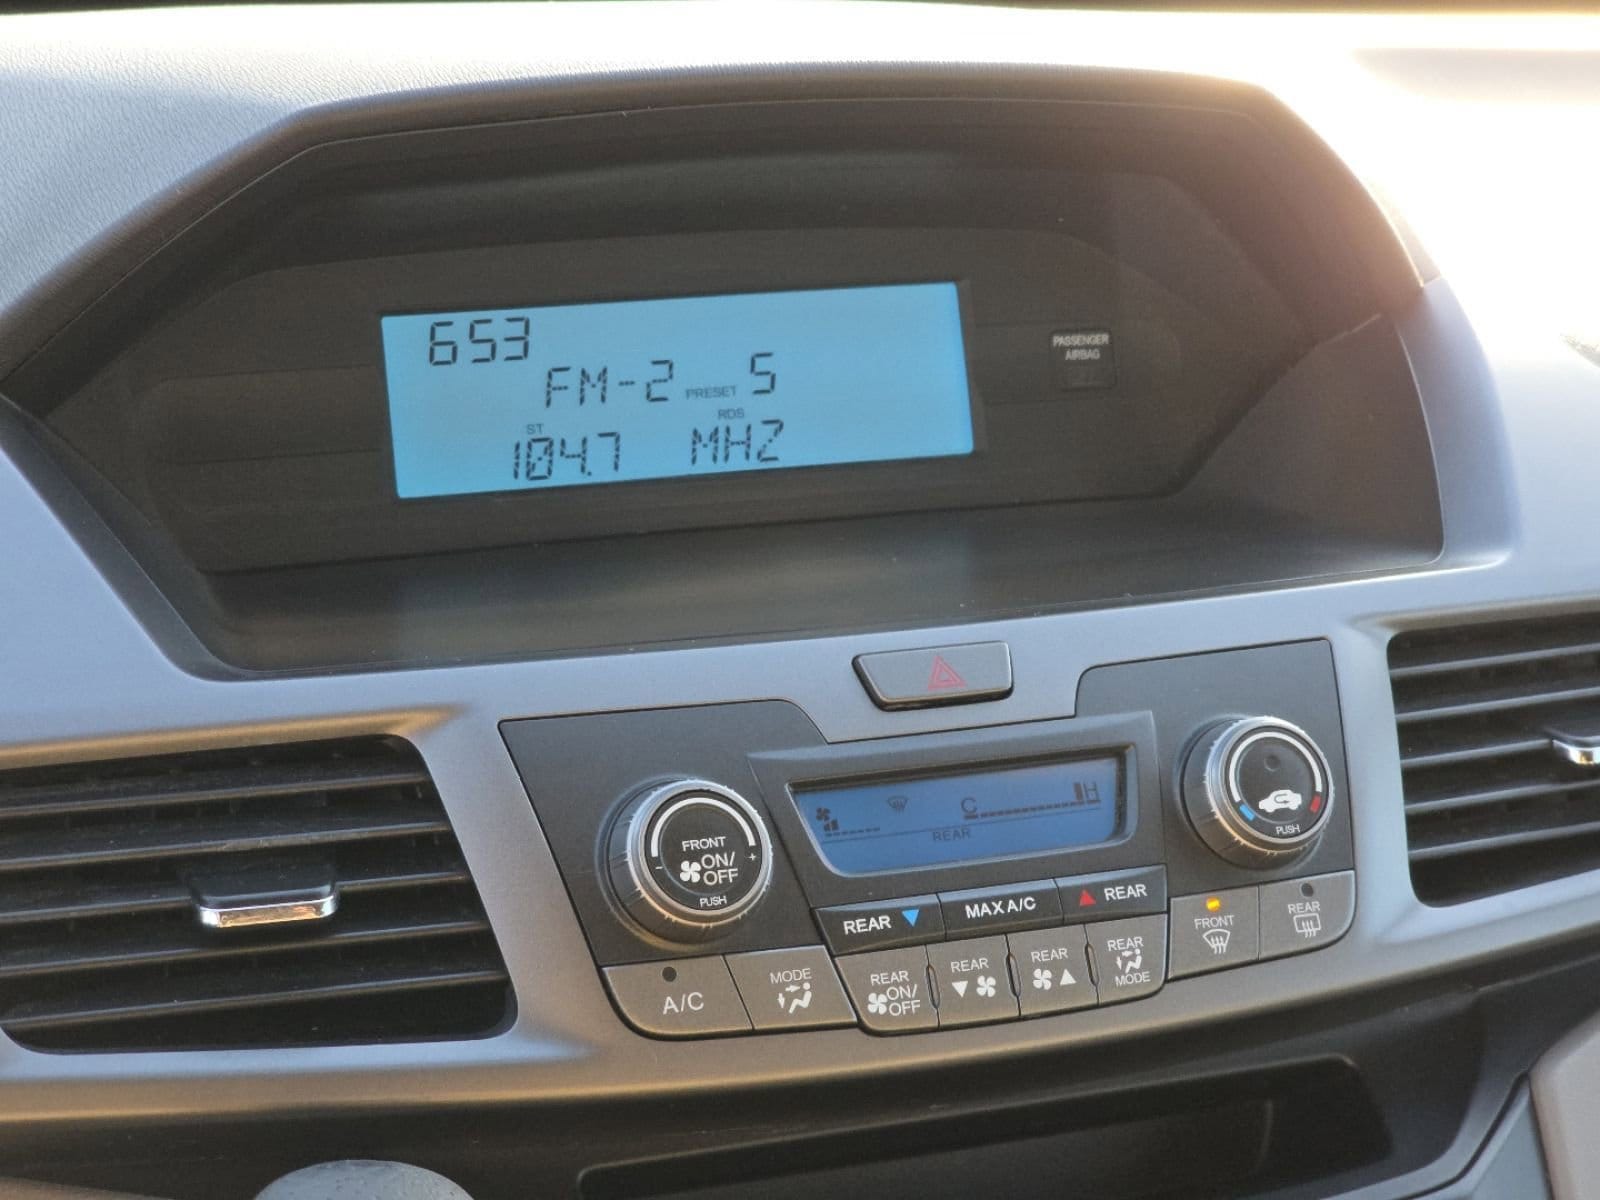 653
FM-2 PRESET 5
ST RDS
104.7 MHZ
PASSENGER
AIRBAG
C H
REAR
FRONT
ON/
OFF
- +
PUSH
PUSH
REAR
MAX A/C
REAR
A/C
MODE
REAR
ON/
OFF
REAR
REAR
REAR
MODE
FRONT
REAR